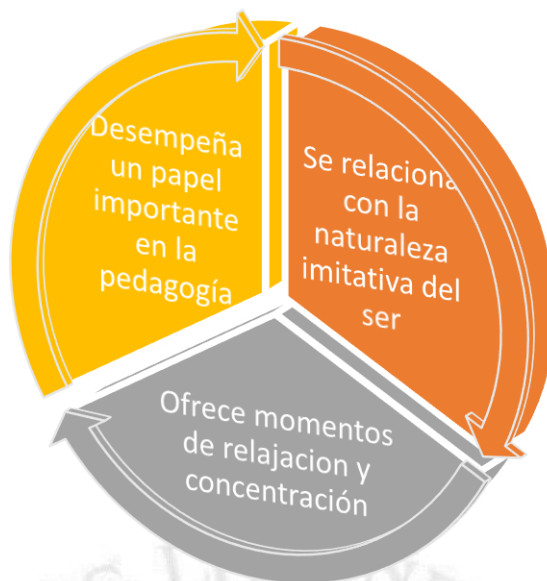 Desempeña
un papel
importante
en la
pedagogía
Se relaciona
con la
naturaleza
imitativa del
ser
Ofrece momentos
de relajacion y
concentración